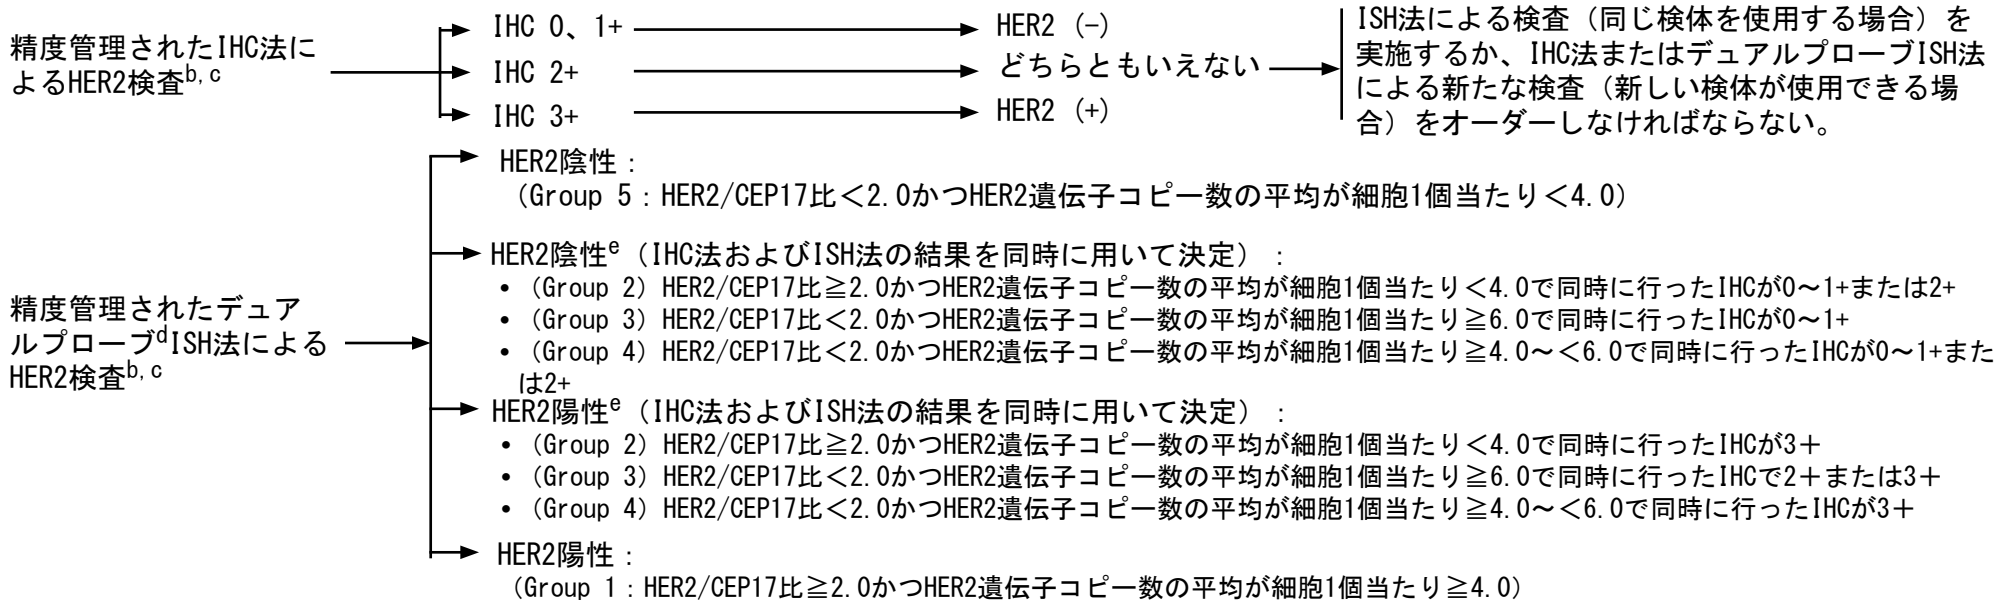 精度管理されたIHC法に
よるHER2検査b,c
IHC 0、1+
HER2 (-)
IHC 2+
どちらともいえない
IHC 3+
HER2 (+)
ISH法による検査（同じ検体を使用する場合）を
実施するか、IHC法またはデュアルプローブISH法
による新たな検査（新しい検体が使用できる場
合）をオーダーしなければならない。
精度管理されたデュア
ルプローブdISH法による
HER2検査b,c
HER2陰性：
（Group 5：HER2/CEP17比＜2.0かつHER2遺伝子コピー数の平均が細胞1個当たり＜4.0）
HER2陰性e（IHC法およびISH法の結果を同時に用いて決定）：
•（Group 2）HER2/CEP17比≧2.0かつHER2遺伝子コピー数の平均が細胞1個当たり＜4.0で同時に行ったIHCが0～1+または2+
•（Group 3）HER2/CEP17比＜2.0かつHER2遺伝子コピー数の平均が細胞1個当たり≧6.0で同時に行ったIHCが0～1+
•（Group 4）HER2/CEP17比＜2.0かつHER2遺伝子コピー数の平均が細胞1個当たり≧4.0～＜6.0で同時に行ったIHCが0～1+また
は2+
HER2陽性e（IHC法およびISH法の結果を同時に用いて決定）：
•（Group 2）HER2/CEP17比≧2.0かつHER2遺伝子コピー数の平均が細胞1個当たり＜4.0で同時に行ったIHCが3＋
•（Group 3）HER2/CEP17比＜2.0かつHER2遺伝子コピー数の平均が細胞1個当たり≧6.0で同時に行ったIHCで2＋または3＋
•（Group 4）HER2/CEP17比＜2.0かつHER2遺伝子コピー数の平均が細胞1個当たり≧4.0～＜6.0で同時に行ったIHCが3＋
HER2陽性：
（Group 1：HER2/CEP17比≧2.0かつHER2遺伝子コピー数の平均が細胞1個当たり≧4.0）